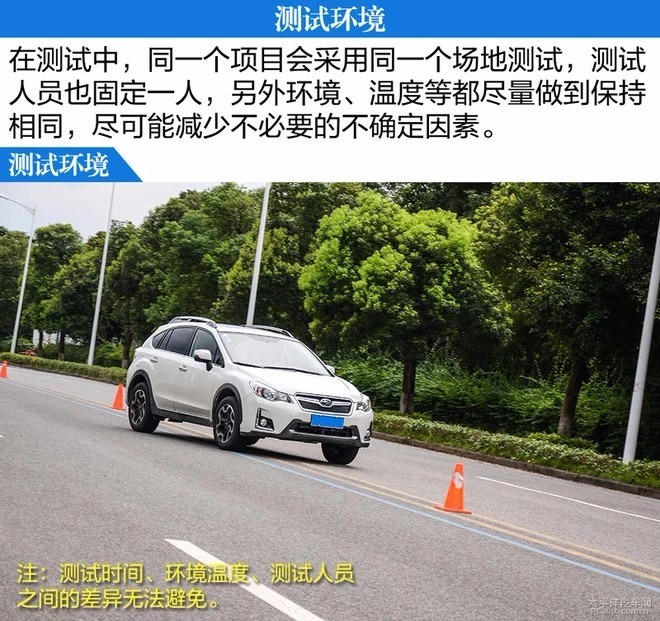 测试环境
在测试中，同一个项目会采用同一个场地测试，测试
人员也固定一人，另外环境、温度等都尽量做到保持
相同，尽可能减少不必要的不确定因素。
测试环境
注：测试时间、环境温度、测试人员
之间的差异无法避免。
太平洋汽车网
PCauto.com.cn